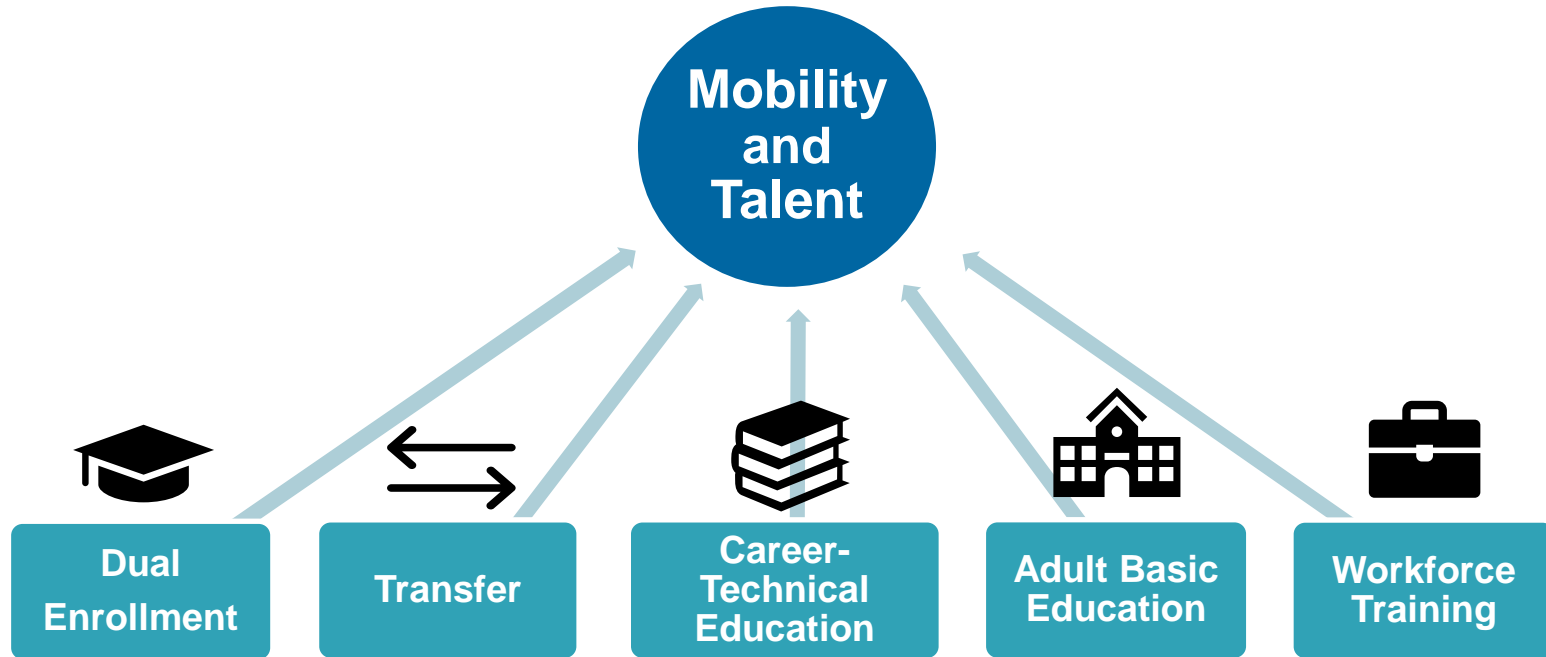 Mobility
and
Talent
Dual
Enrollment
Transfer
Career-
Technical
Education
Adult Basic
Education
Workforce
Training